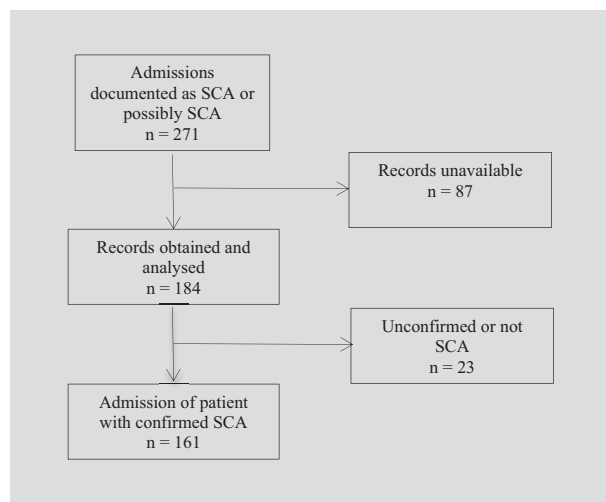 Admissions
documented as SCA or
possibly SCA
n = 271
Records unavailable
n = 87
Records obtained and
analysed
n = 184
Unconfirmed or not
SCA
n = 23
Admission of patient
with confirmed SCA
n = 161